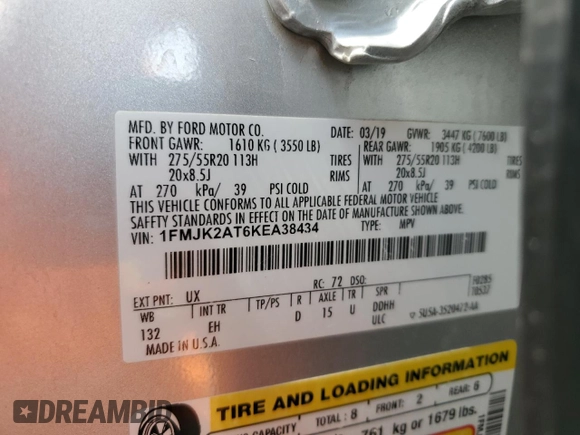 MFD. BY FORD MOTOR CO.
DATE: 03/19 GVWR: 3447 KG ( 7600 LB)
FRONT GAWR: 1610 KG ( 3550 LB) REAR GAWR: 1905 KG ( 4200 LB)
WITH 275/55R20 113H TIRES WITH 275/55R20 113H TIRES
20x8.5J RIMS 20x8.5J RIMS
AT 270 kPa/ 39 PSI COLD AT 270 kPa/ 39 PSI COLD
THIS VEHICLE CONFORMS TO ALL APPLICABLE FEDERAL MOTOR VEHICLE
SAFETY STANDARDS IN EFFECT ON THE DATE OF MANUFACTURE SHOWN ABOVE.
VIN: 1FMJK2AT6KEA38434 TYPE: MPV
EXT PNT: UX RC: 72 DSO:
WB INT TR TP/PS R AXLE TR SPR
132 EH D 15 U DDHH
ULC
MADE IN U.S.A.
TIRE AND LOADING INFORMATION
CAPACITY TOTAL : 8 FRONT: 2 REAR: 6
761 kg or 1679 lbs.
DREAMBID